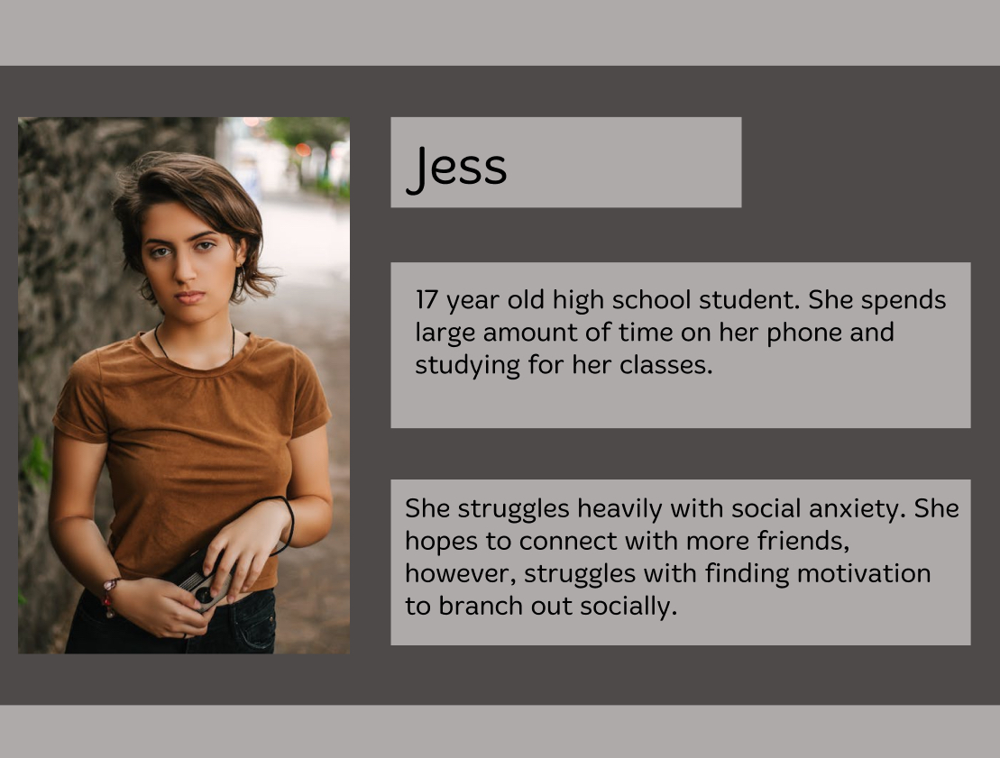 Jess
17 year old high school student. She spends
large amount of time on her phone and
studying for her classes.
She struggles heavily with social anxiety. She
hopes to connect with more friends,
however, struggles with finding motivation
to branch out socially.